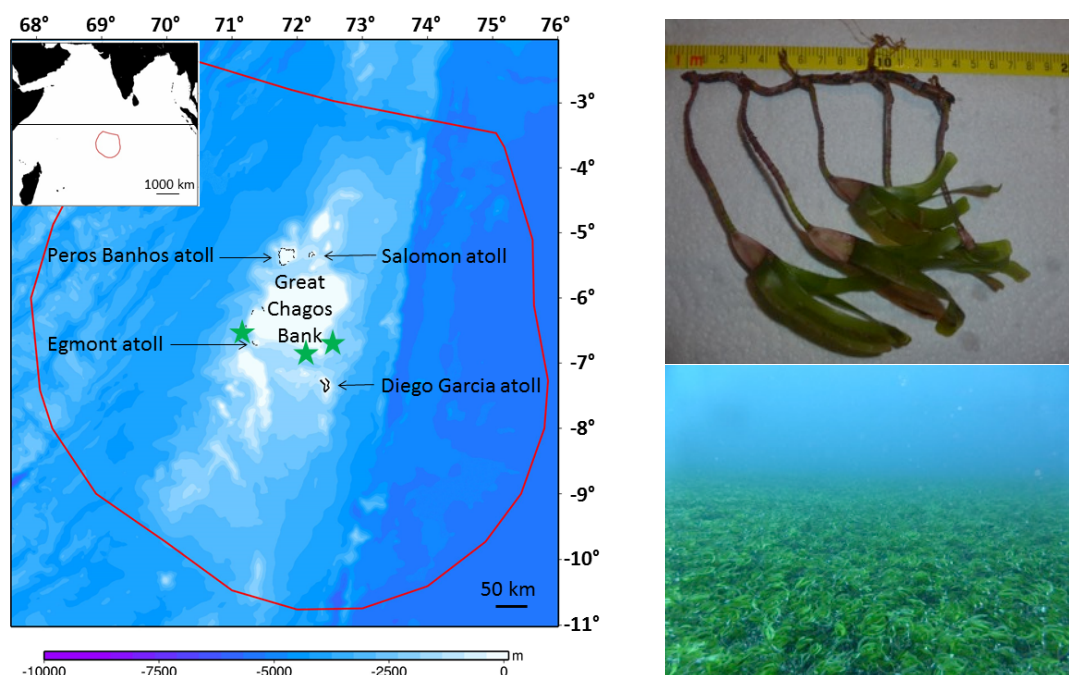 68° 70° 71° 72° 73° 74° 75° 76°
-3°
-4°
1000 km
-5°
Peros Banhos atoll
Salomon atoll
Great
Chagos
Bank
-6°
Egmont atoll
-7°
Diego Garcia atoll
-8°
-9°
-10°
50 km
-11°
m
-10000 -7500 -5000 -2500 0
1 m
10